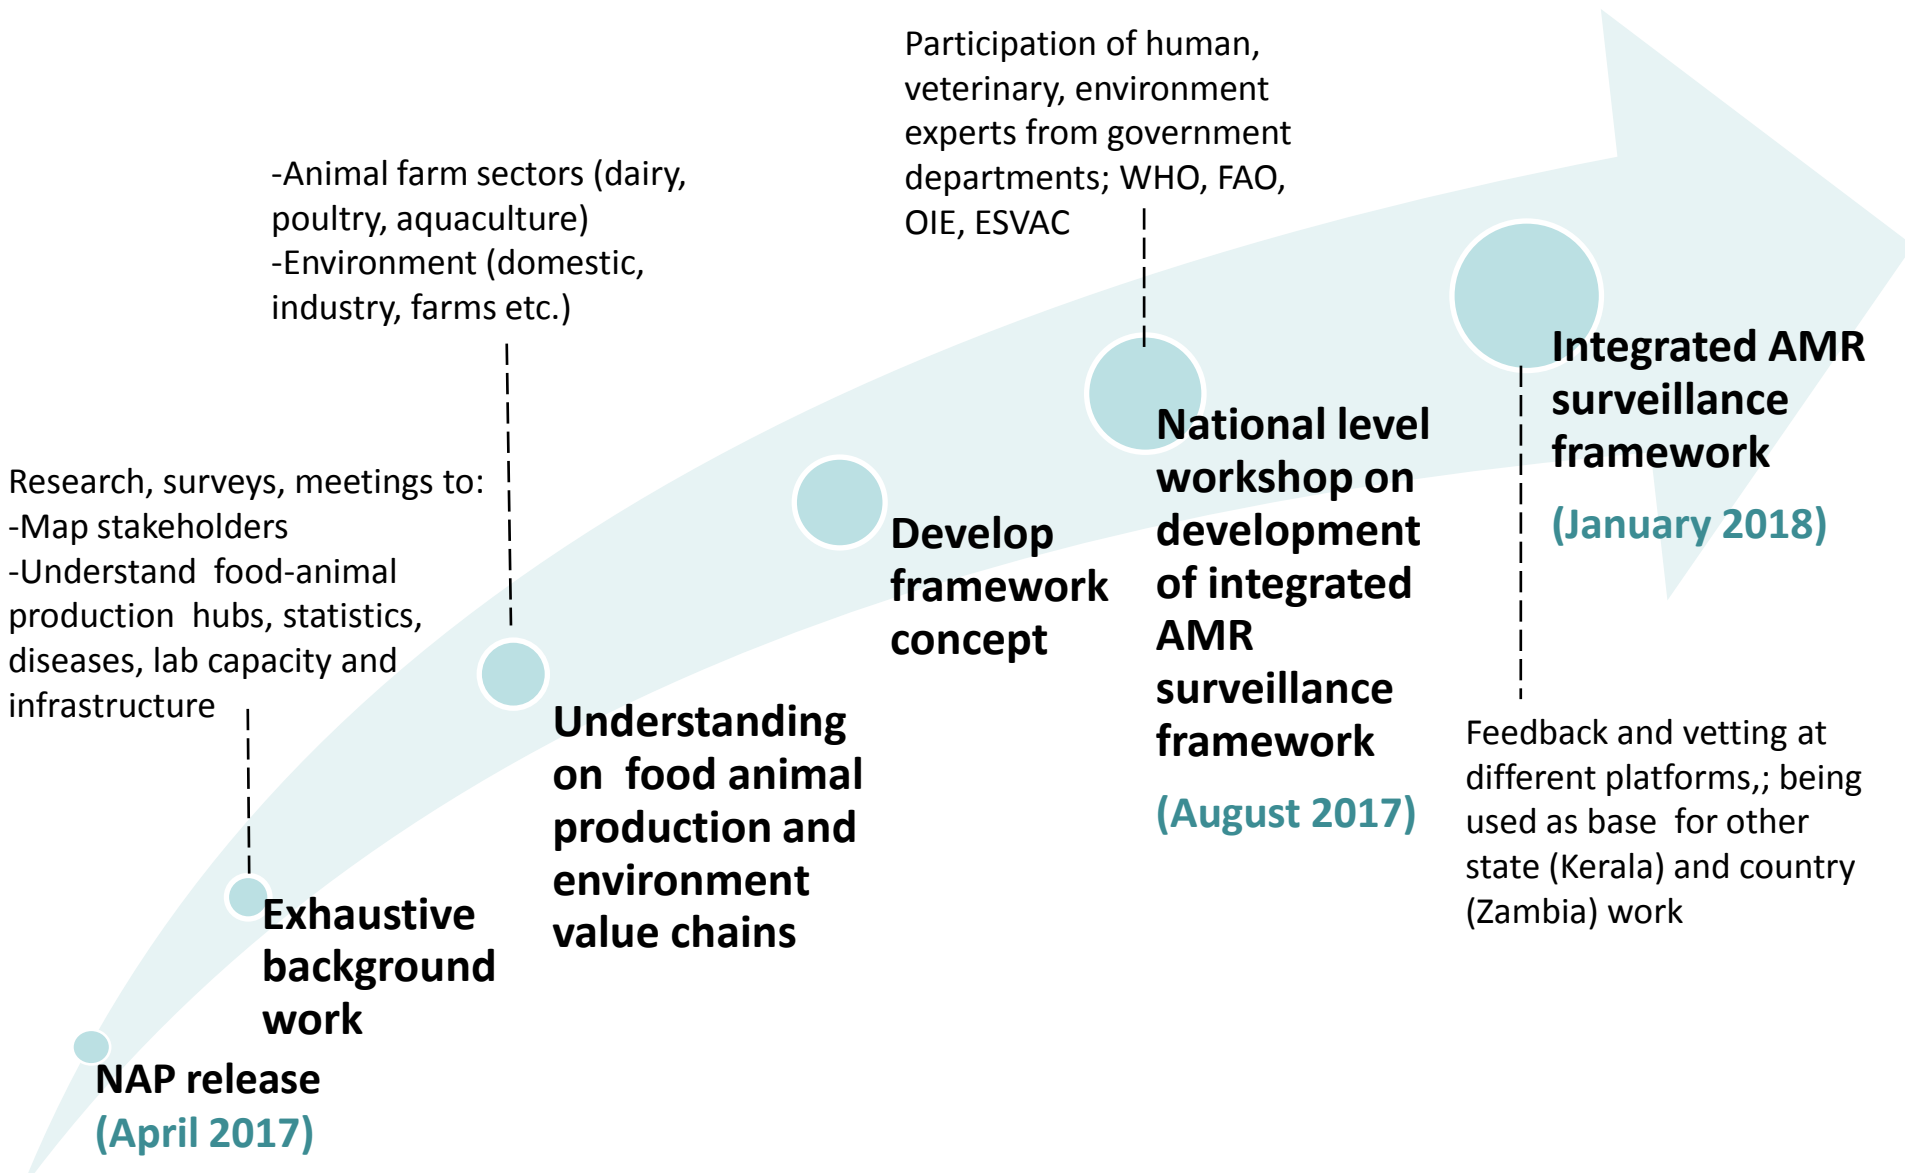 Participation of human,
veterinary, environment
experts from government
departments; WHO, FAO,
OIE, ESVAC
-Animal farm sectors (dairy,
poultry, aquaculture)
-Environment (domestic,
industry, farms etc.)
Research, surveys, meetings to:
-Map stakeholders
-Understand food-animal
production hubs, statistics,
diseases, lab capacity and
infrastructure
NAP release
(April 2017)
Exhaustive
background
work
Understanding
on food animal
production and
environment
value chains
Develop
framework
concept
National level
workshop on
development
of integrated
AMR
surveillance
framework
(August 2017)
Integrated AMR
surveillance
framework
(January 2018)
Feedback and vetting at
different platforms,; being
used as base for other
state (Kerala) and country
(Zambia) work